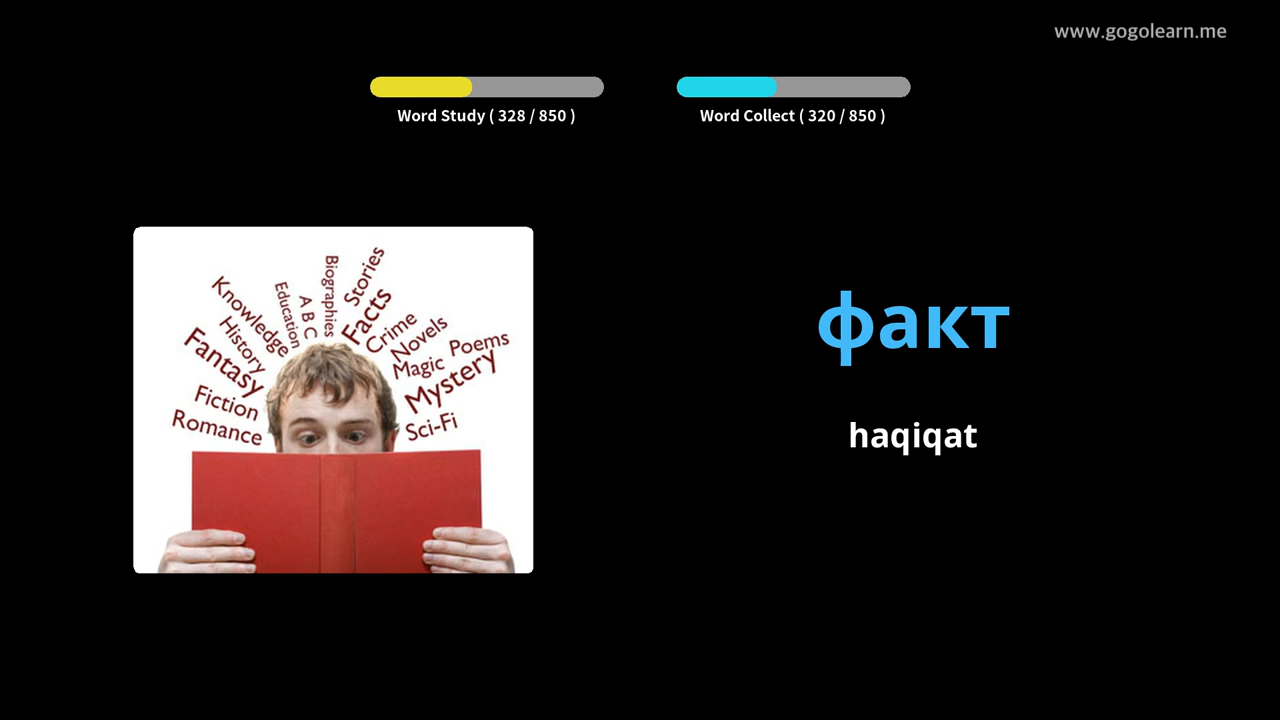 www.gogolearn.me
Word Study ( 328 / 850 )
Word Collect ( 320 / 850 )
Stories
Biographies
Facts
A B C
Education
Knowledge
Crime
History
Novels
Poems
Fantasy
Magic
Mystery
Fiction
Sci-Fi
Romance
факт
haqiqat